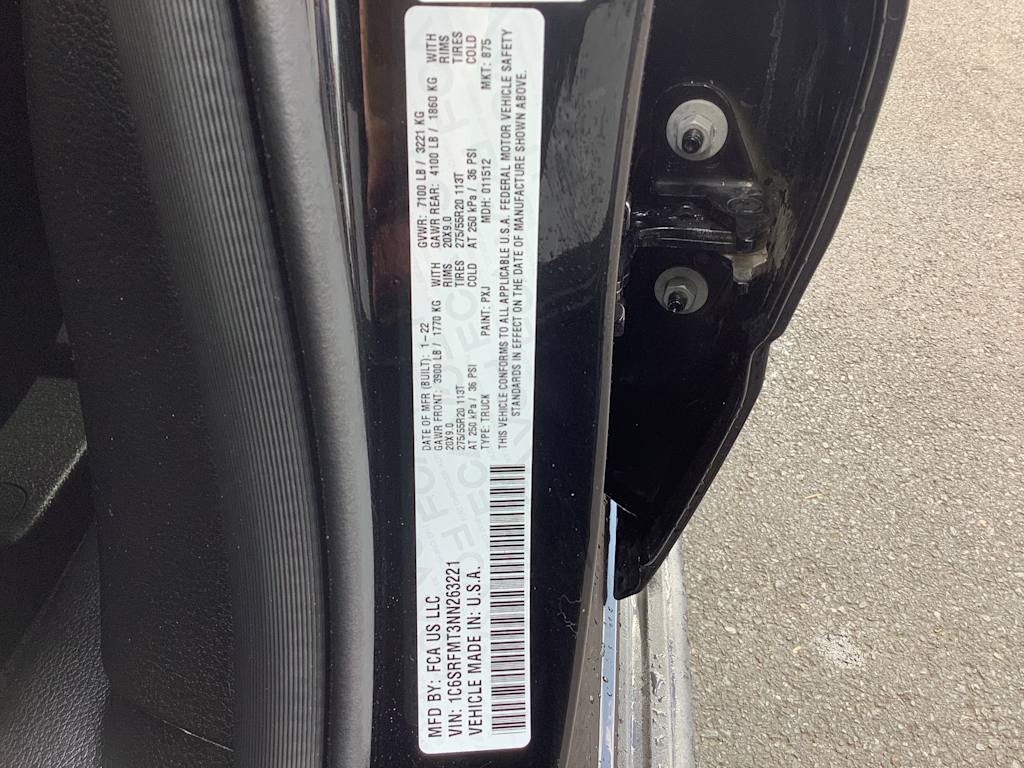 MFD BY: FCA US LLC
VIN: 1C6SRFMT3NN263221
VEHICLE MADE IN: U.S.A.
DATE OF MFR (BUILT): 1-22
GAWR FRONT: 3900 LB / 1770 KG WITH
20X9.0 RIMS
275/55R20 113T TIRES
AT 250 kPa / 36 PSI COLD
TYPE: TRUCK PAINT: PXJ
GVWR: 7100 LB / 3221 KG
GAWR REAR: 4100 LB / 1860 KG WITH
20X9.0 RIMS
275/55R20 113T TIRES
AT 250 kPa / 36 PSI COLD
MDH: 011512 MKT: 875
THIS VEHICLE CONFORMS TO ALL APPLICABLE U.S.A. FEDERAL MOTOR VEHICLE SAFETY
STANDARDS IN EFFECT ON THE DATE OF MANUFACTURE SHOWN ABOVE.